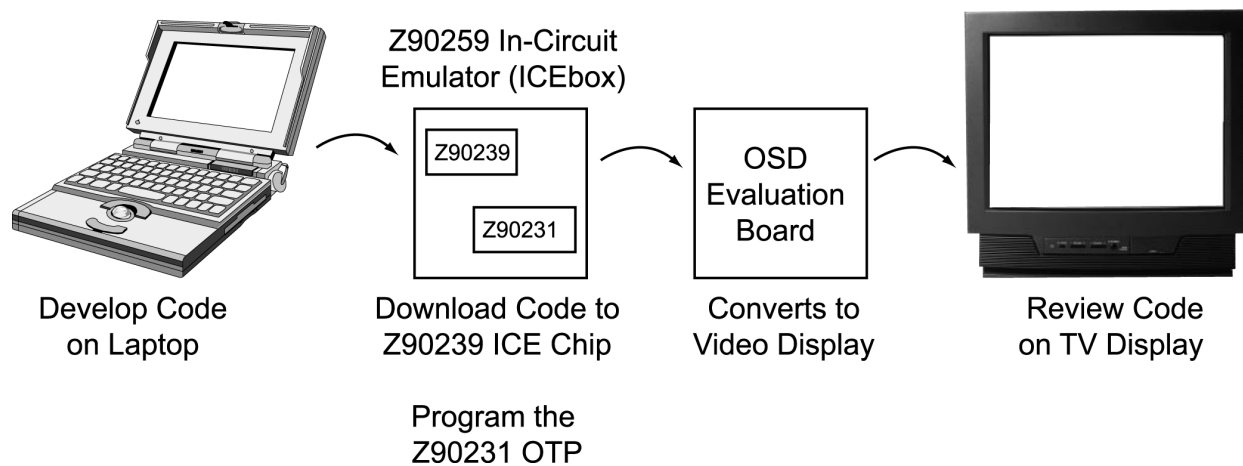 Z90259 In-Circuit
Emulator (ICEbox)
Z90239
Z90231
OSD
Evaluation
Board
Develop Code
on Laptop
Download Code to
Z90239 ICE Chip
Converts to
Video Display
Review Code
on TV Display
Program the
Z90231 OTP